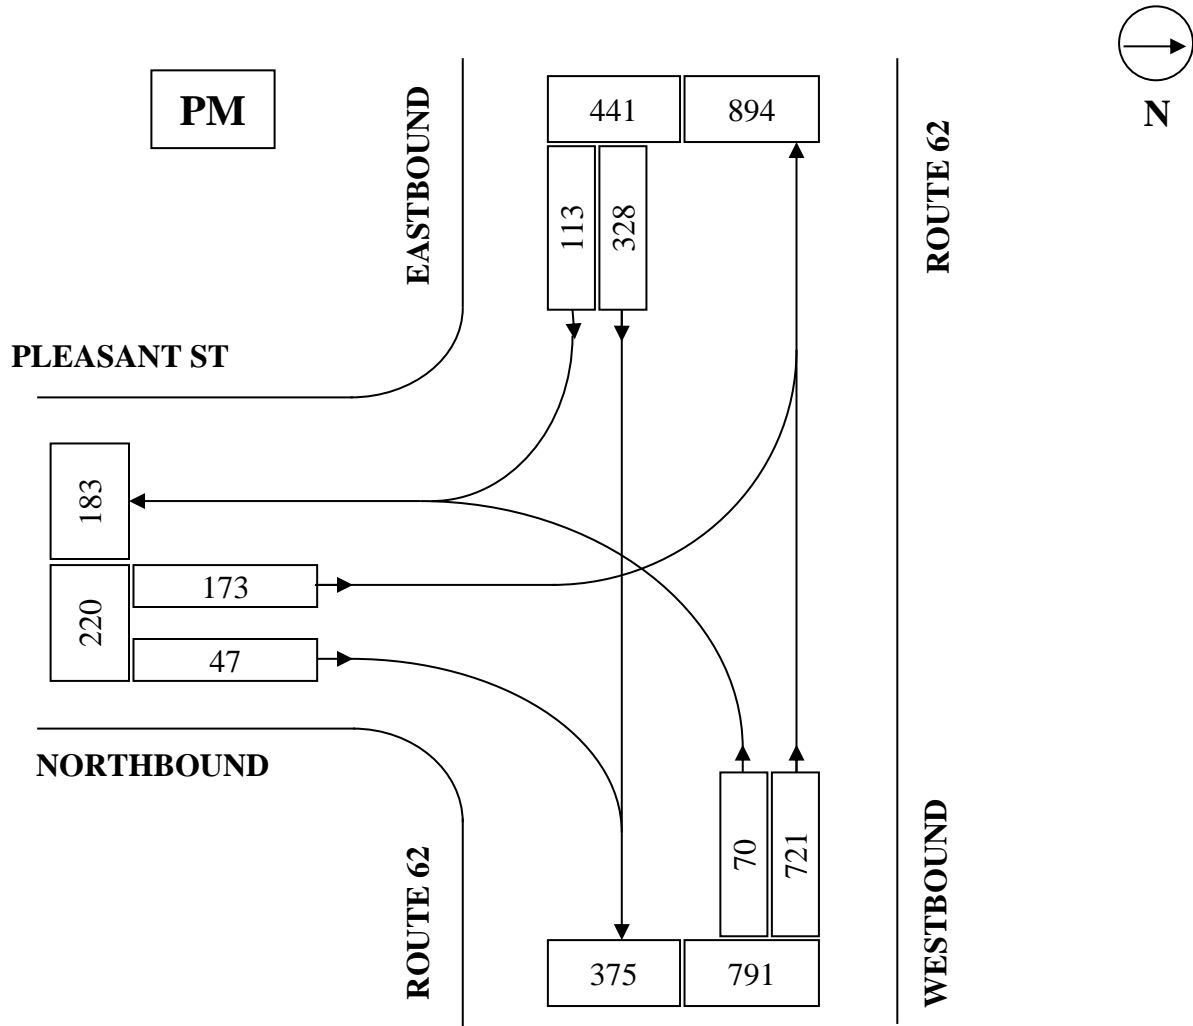 PM
EASTBOUND
441
894
ROUTE 62
N
113
328
PLEASANT ST
183
220
173
47
NORTHBOUND
ROUTE 62
70
721
WESTBOUND
375
791